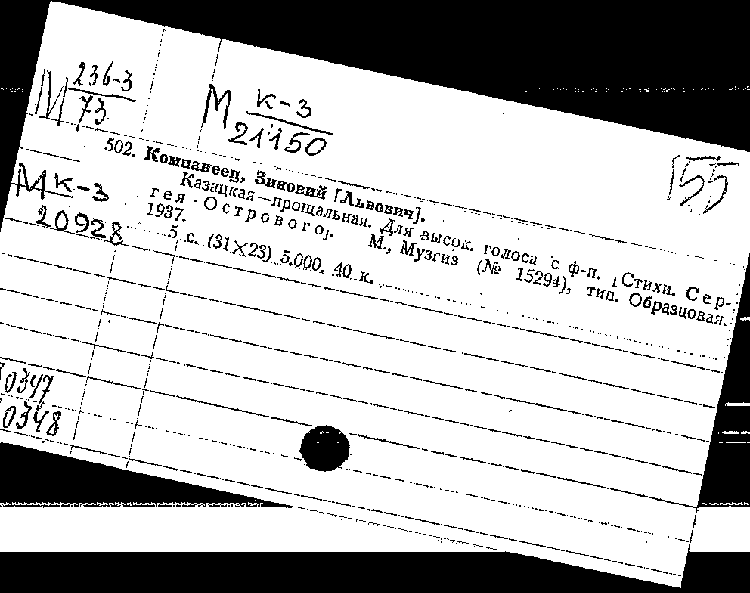 М 236-3
73
М К-3
21150
155
502. Компанеец, Зиновий [Львович].
МК-3
20928
Казацкая—прощальная. Для высок. голоса с ф-п. [Стихи. Сер-
гея Острового]. М., Музгиз (№ 15294), тип. Образцовая.
1937.
5 с. (31×23) 5.000. 40 к.
0347
0348